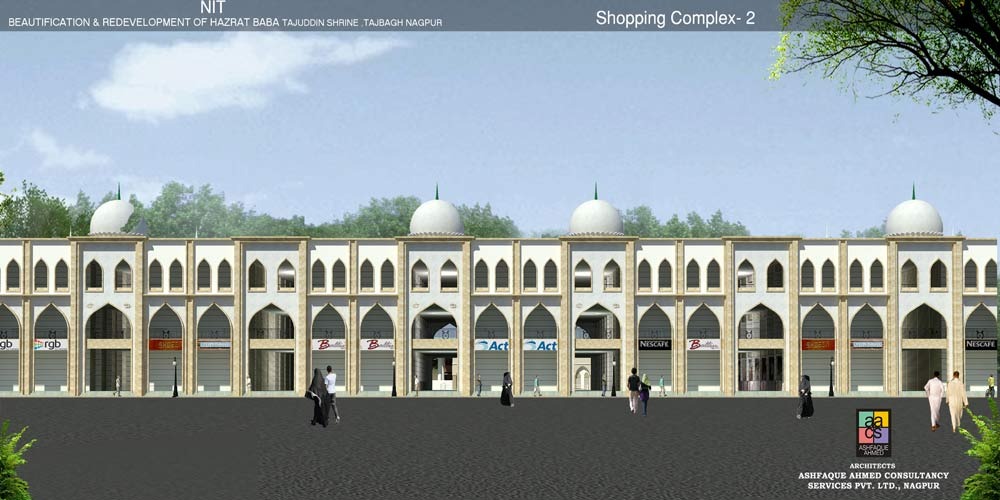 NIT
BEAUTIFICATION & REDEVELOPMENT OF HAZRAT BABA TAJUDDIN SHRINE ,TAJBAGH NAGPUR
Shopping Complex- 2
rgb
rgb
Act
Act
NESCAFE
NESCAFE
aacs
ASHFAQUE
AHMED
ARCHITECTS
ASHFAQUE AHMED CONSULTANCY
SERVICES PVT. LTD., NAGPUR